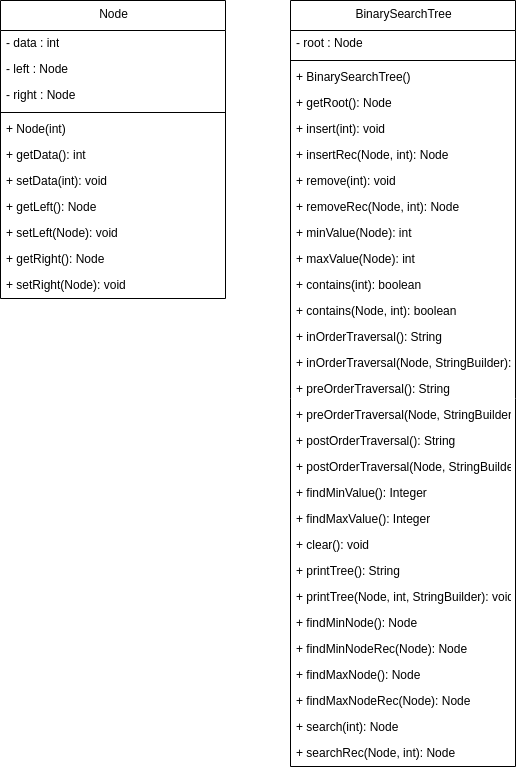 Node
- data : int
- left : Node
- right : Node
+ Node(int)
+ getData(): int
+ setData(int): void
+ getLeft(): Node
+ setLeft(Node): void
+ getRight(): Node
+ setRight(Node): void
BinarySearchTree
- root : Node
+ BinarySearchTree()
+ getRoot(): Node
+ insert(int): void
+ insertRec(Node, int): Node
+ remove(int): void
+ removeRec(Node, int): Node
+ minValue(Node): int
+ maxValue(Node): int
+ contains(int): boolean
+ contains(Node, int): boolean
+ inOrderTraversal(): String
+ inOrderTraversal(Node, StringBuilder):
+ preOrderTraversal(): String
+ preOrderTraversal(Node, StringBuilder
+ postOrderTraversal(): String
+ postOrderTraversal(Node, StringBuilde
+ findMinValue(): Integer
+ findMaxValue(): Integer
+ clear(): void
+ printTree(): String
+ printTree(Node, int, StringBuilder): void
+ findMinNode(): Node
+ findMinNodeRec(Node): Node
+ findMaxNode(): Node
+ findMaxNodeRec(Node): Node
+ search(int): Node
+ searchRec(Node, int): Node